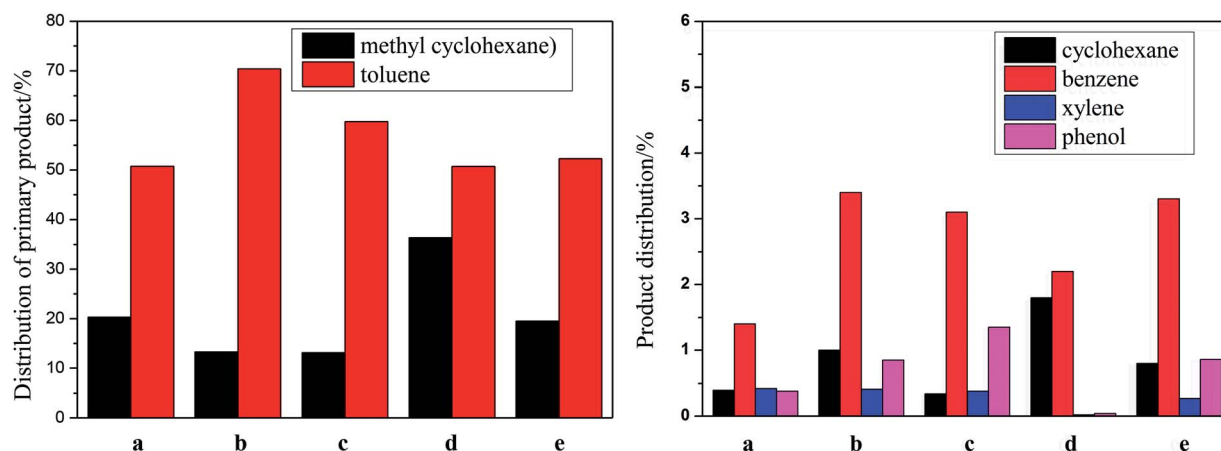 Distribution of primary product/%
80
70
60
50
40
30
20
10
0
methyl cyclohexane)
toluene
a b c d e
Product distribution/%
6
5
4
3
2
1
0
cyclohexane
benzene
xylene
phenol
a b c d e